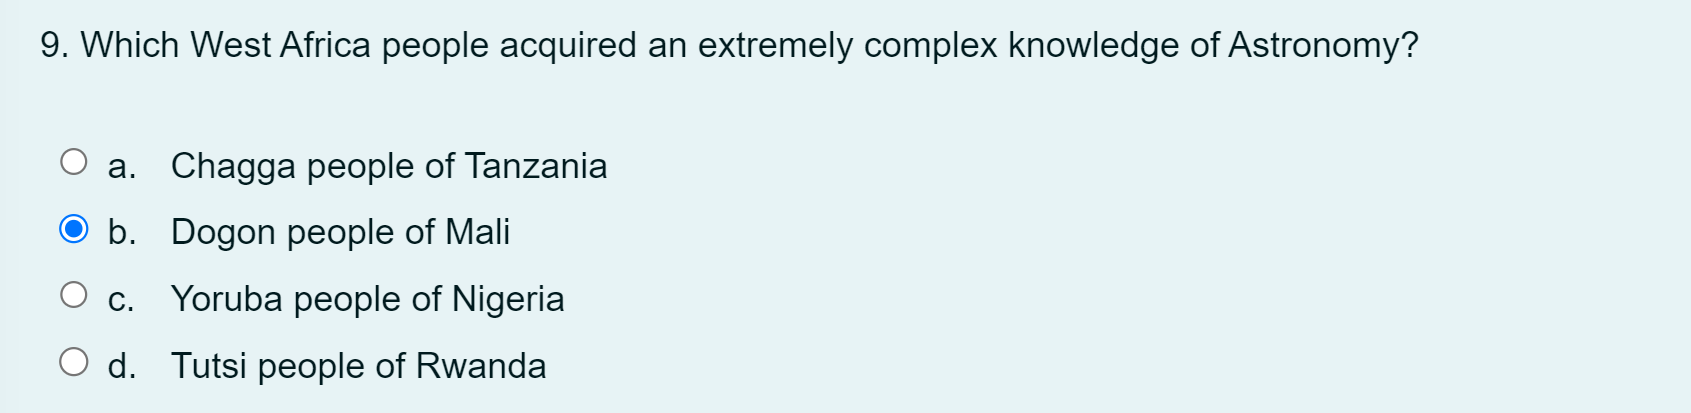 9. Which West Africa people acquired an extremely complex knowledge of Astronomy?
a. Chagga people of Tanzania
b. Dogon people of Mali
c. Yoruba people of Nigeria
d. Tutsi people of Rwanda